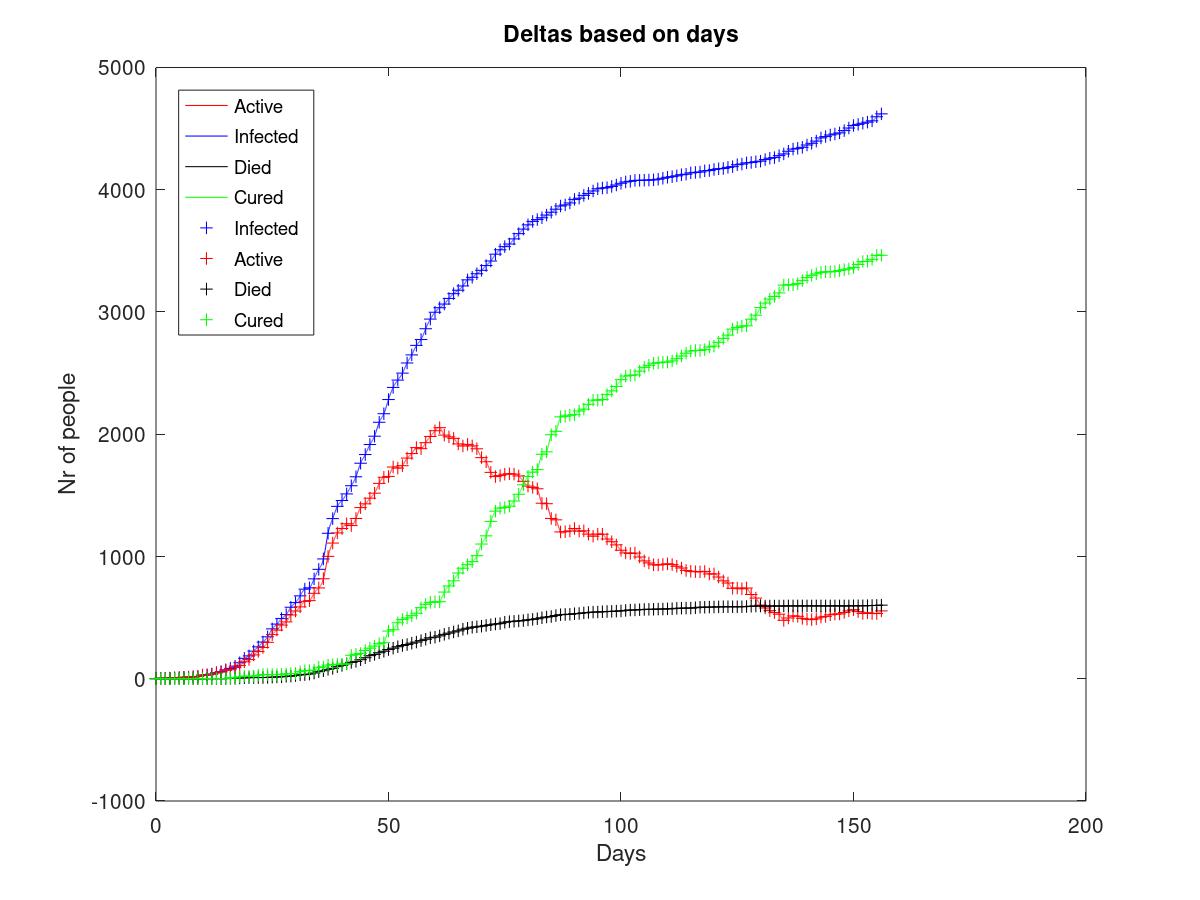 Deltas based on days
5000
4000
3000
2000
1000
0
-1000
Nr of people
Active
Infected
Died
Cured
Infected
Active
Died
Cured
0 50 100 150 200
Days